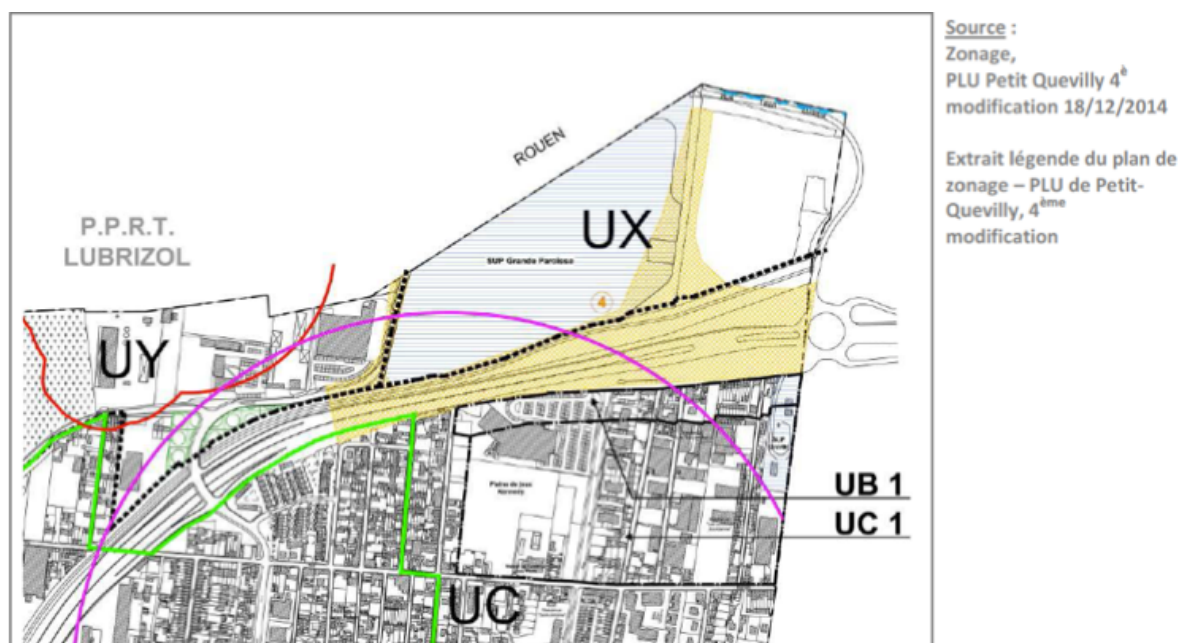 Source :
Zonage,
PLU Petit Quevilly 4è
modification 18/12/2014
Extrait légende du plan de
zonage – PLU de Petit-
Quevilly, 4ème
modification
ROUEN
P.P.R.T.
LUBRIZOL
UX
SUP Grande Paroisse
4
UY
UB 1
UC 1
UC